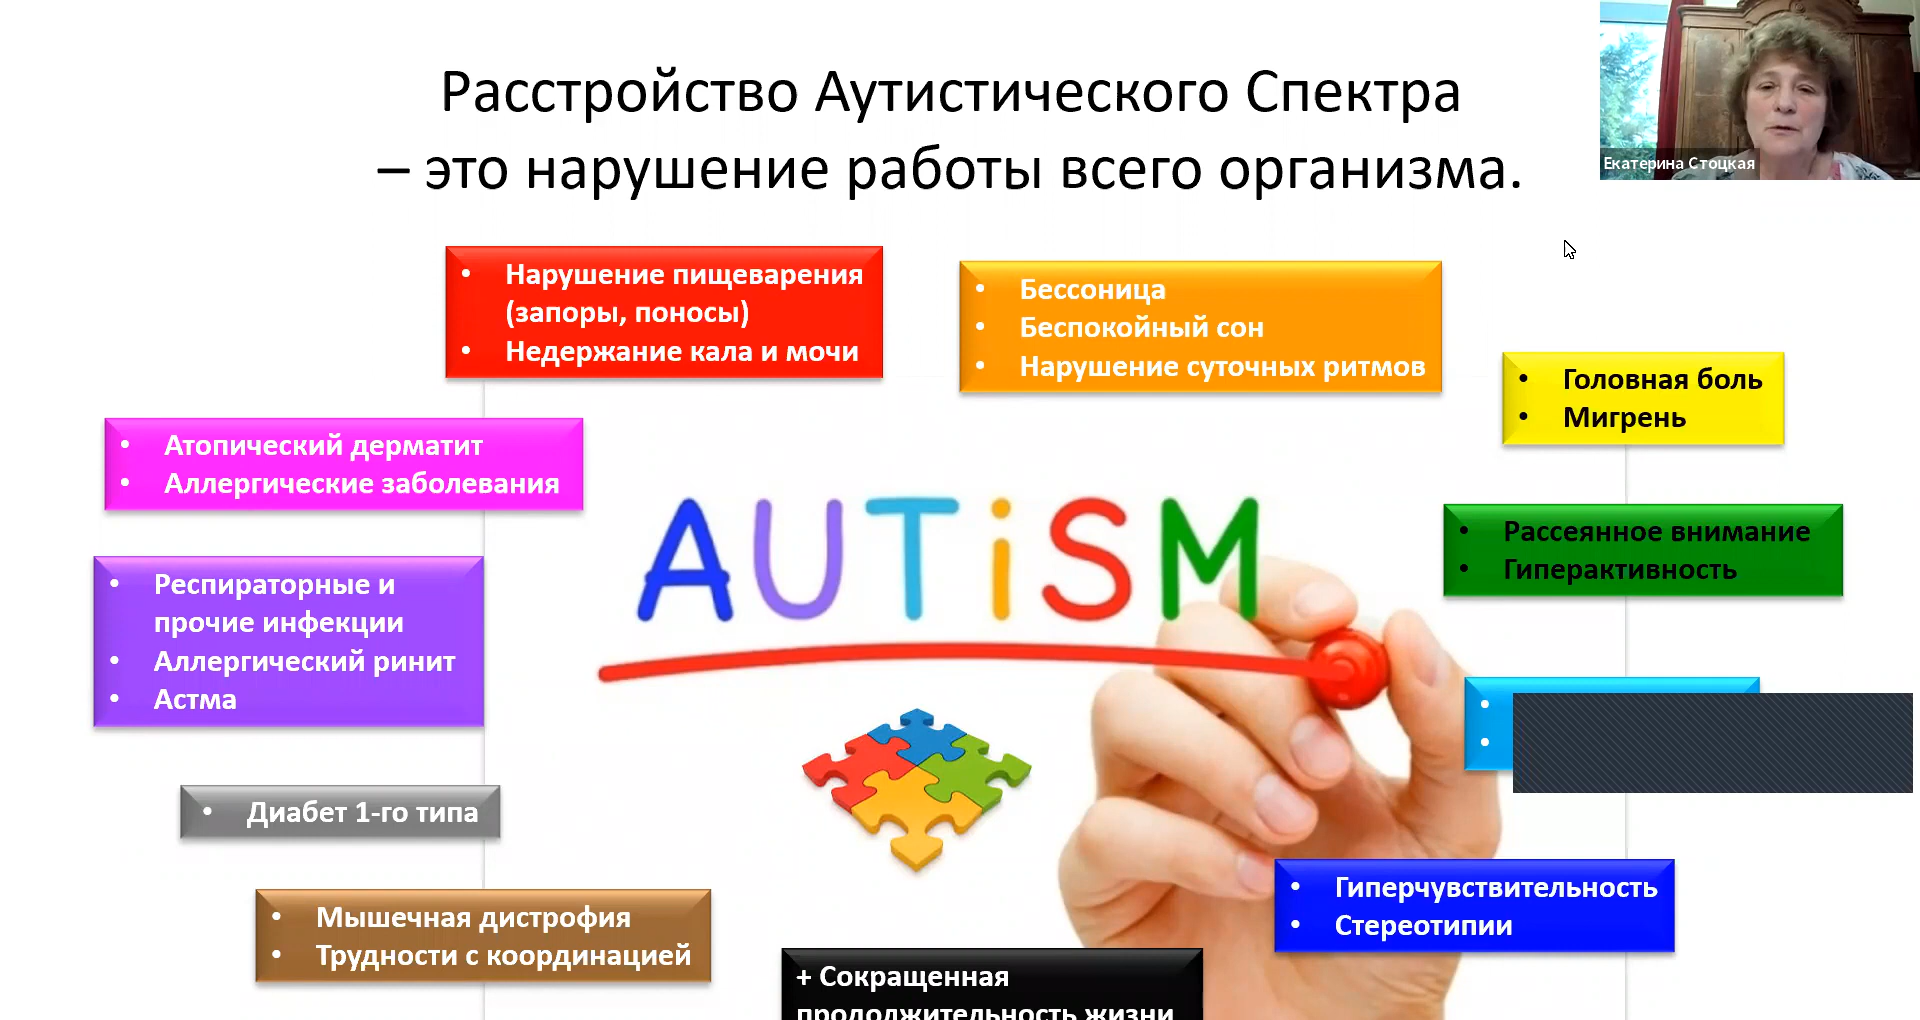 Расстройство Аутистического Спектра
– это нарушение работы всего организма.
Екатерина Стоцкая
• Нарушение пищеварения
(запоры, поносы)
• Недержание кала и мочи
• Бессоница
• Беспокойный сон
• Нарушение суточных ритмов
• Головная боль
• Мигрень
• Атопический дерматит
• Аллергические заболевания
AUTiSM
• Рассеянное внимание
• Гиперактивность
• Респираторные и
прочие инфекции
• Аллергический ринит
• Астма
• Диабет 1-го типа
• Гиперчувствительность
• Стереотипии
• Мышечная дистрофия
• Трудности с координацией
+ Сокращенная
продолжительность жизни